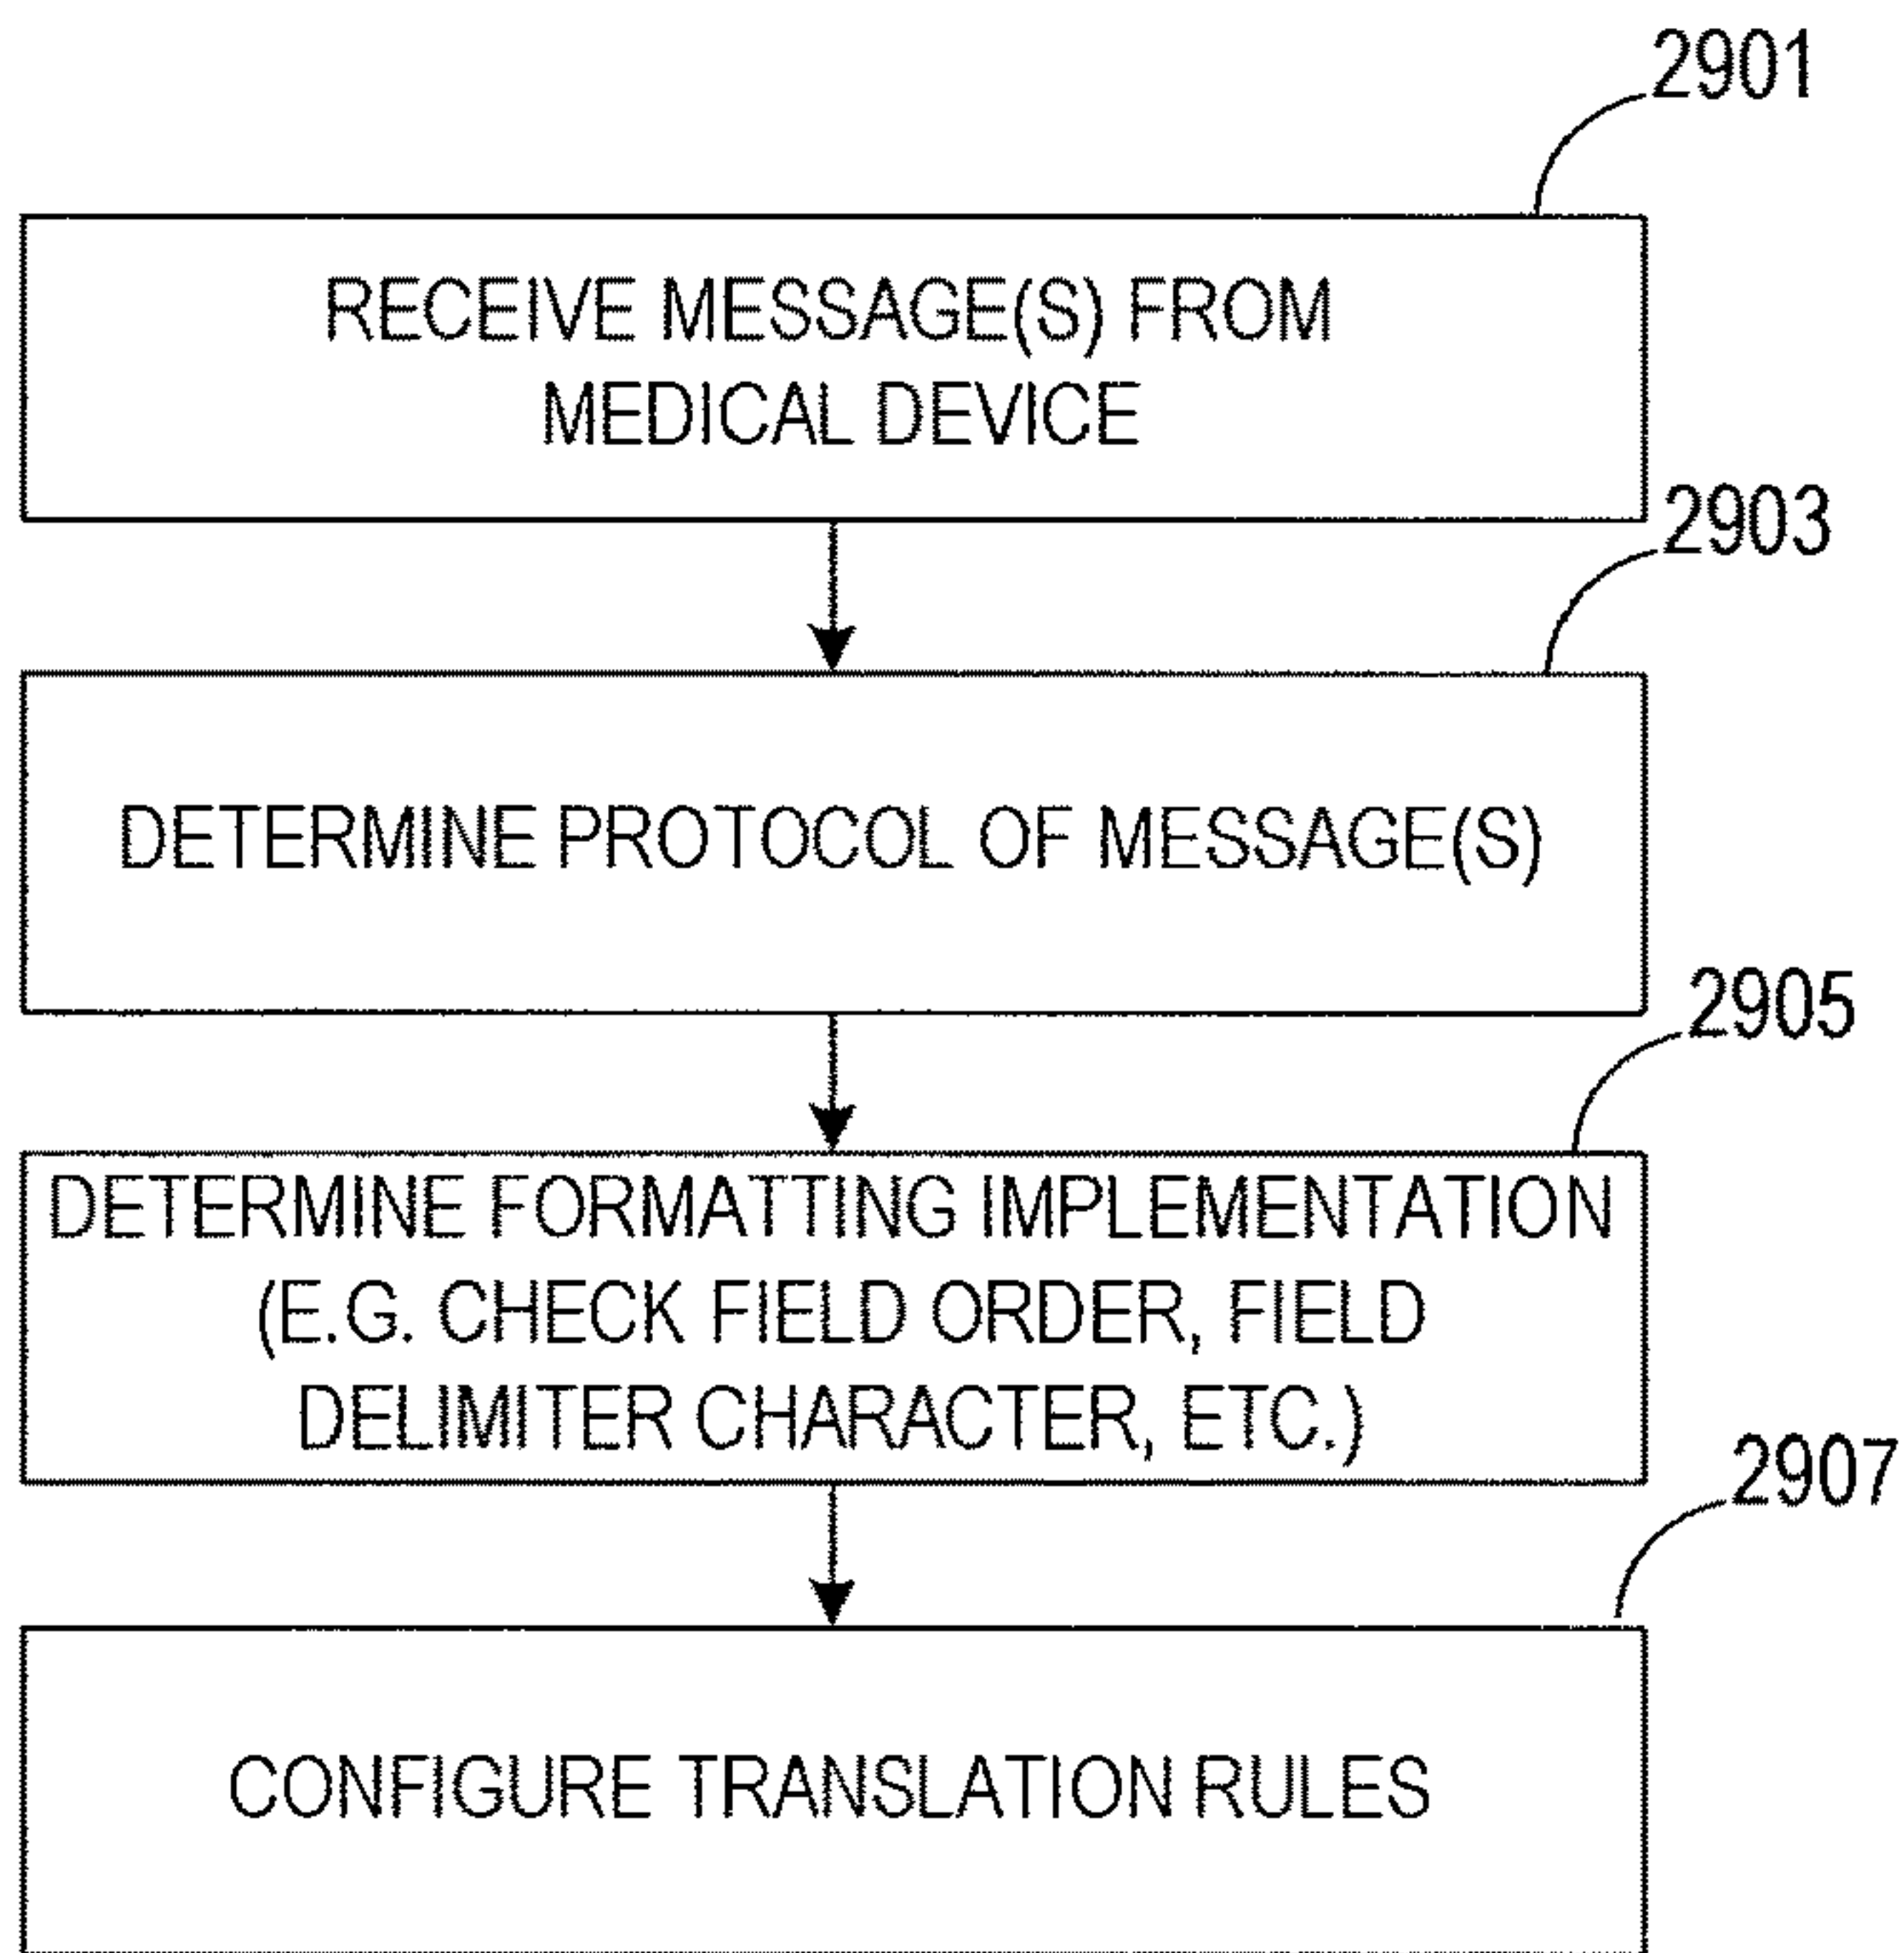 2901
RECEIVE MESSAGE(S) FROM
MEDICAL DEVICE
2903
DETERMINE PROTOCOL OF MESSAGE(S)
2905
DETERMINE FORMATTING IMPLEMENTATION
(E.G. CHECK FIELD ORDER, FIELD
DELIMITER CHARACTER, ETC.)
2907
CONFIGURE TRANSLATION RULES